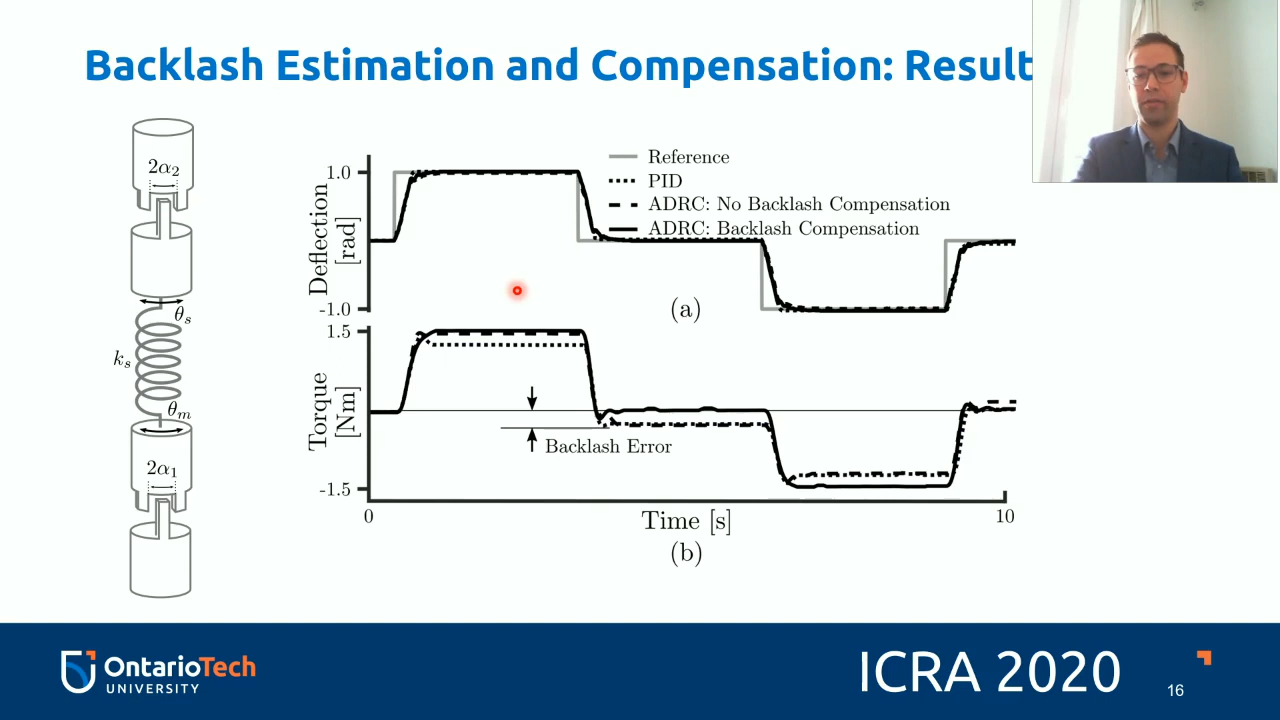 Backlash Estimation and Compensation: Result
2α₂
θₛ
kₛ
θₘ
2α₁
Reference
PID
ADRC: No Backlash Compensation
ADRC: Backlash Compensation
Deflection
[rad]
1.0
-1.0
(a)
Torque
[Nm]
1.5
-1.5
Backlash Error
0
10
Time [s]
(b)
OntarioTech
UNIVERSITY
ICRA 2020
16